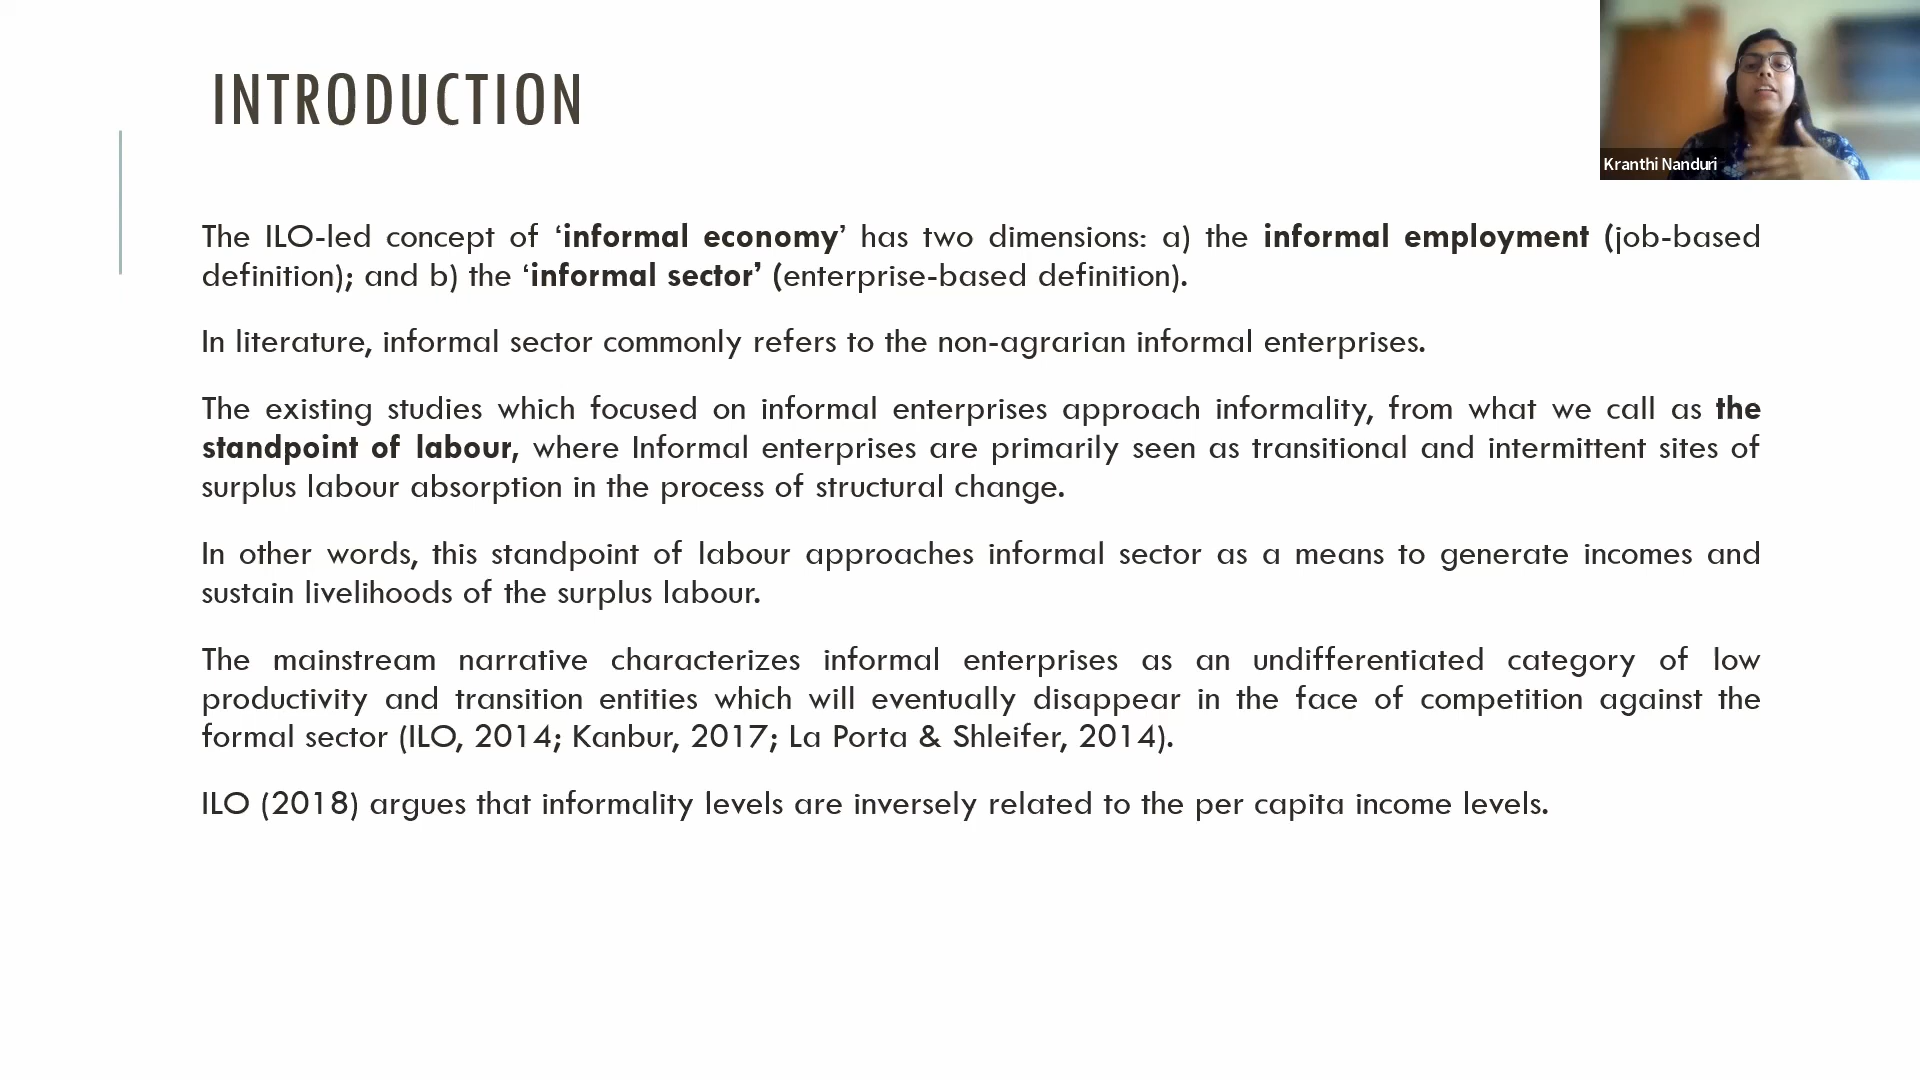 INTRODUCTION
Kranthi Nanduri
The ILO-led concept of ‘informal economy’ has two dimensions: a) the informal employment (job-based
definition); and b) the ‘informal sector’ (enterprise-based definition).
In literature, informal sector commonly refers to the non-agrarian informal enterprises.
The existing studies which focused on informal enterprises approach informality, from what we call as the
standpoint of labour, where Informal enterprises are primarily seen as transitional and intermittent sites of
surplus labour absorption in the process of structural change.
In other words, this standpoint of labour approaches informal sector as a means to generate incomes and
sustain livelihoods of the surplus labour.
The mainstream narrative characterizes informal enterprises as an undifferentiated category of low
productivity and transition entities which will eventually disappear in the face of competition against the
formal sector (ILO, 2014; Kanbur, 2017; La Porta & Shleifer, 2014).
ILO (2018) argues that informality levels are inversely related to the per capita income levels.